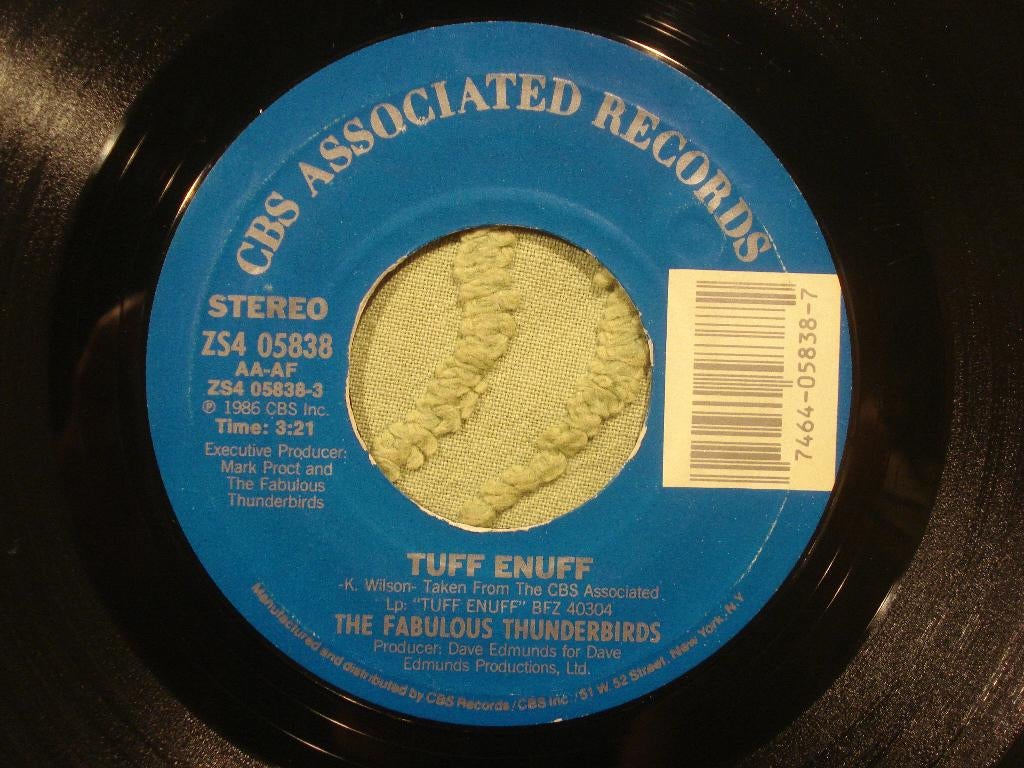 CBS ASSOCIATED RECORDS
STEREO
ZS4 05838
AA-AF
ZS4 05838-3
℗ 1986 CBS Inc.
Time: 3:21
Executive Producer:
Mark Proct and
The Fabulous
Thunderbirds
7464-05838-7
TUFF ENUFF
-K. Wilson- Taken From The CBS Associated
Lp: "TUFF ENUFF" BFZ 40304
THE FABULOUS THUNDERBIRDS
Producer: Dave Edmunds for Dave
Edmunds Productions, Ltd.
Manufactured and distributed by CBS Records/CBS Inc./51 W. 52 Street, New York, N.Y.